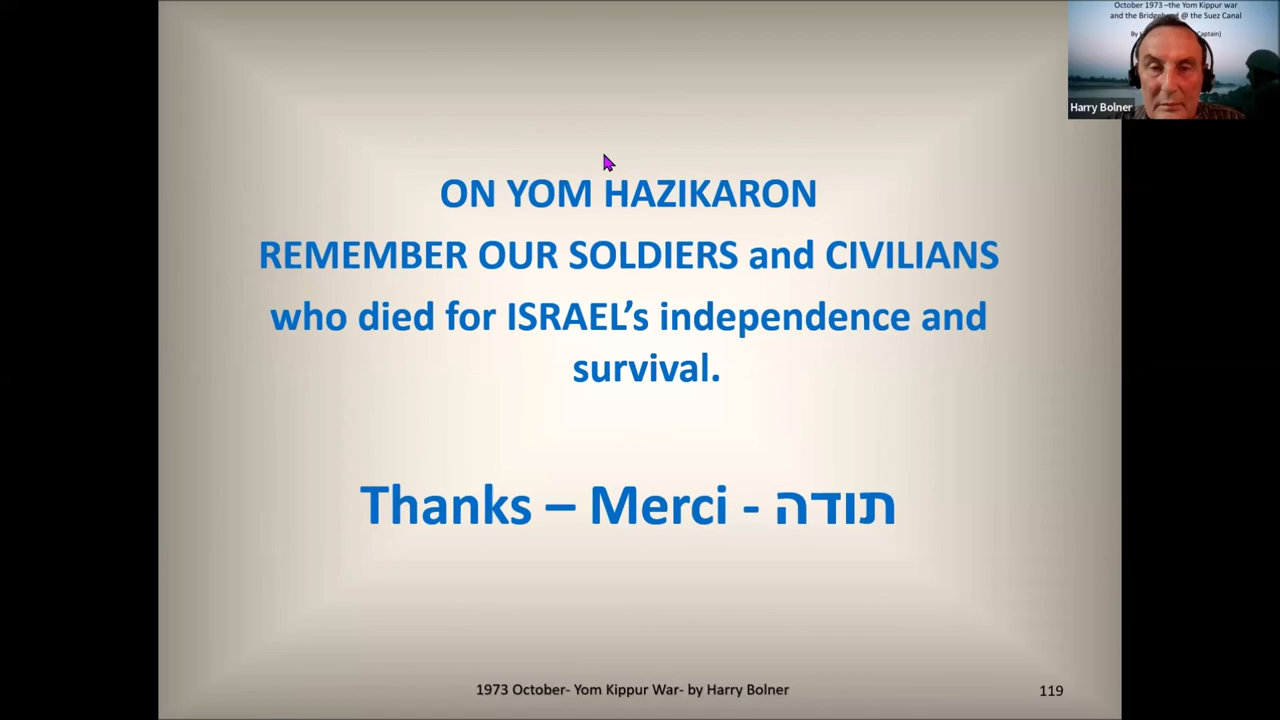 October 1973 –the Yom Kippur war
and the Bridgehead @ the Suez Canal
By Captain)
Harry Bolner
ON YOM HAZIKARON
REMEMBER OUR SOLDIERS and CIVILIANS
who died for ISRAEL’s independence and
survival.
Thanks – Merci - תודה
1973 October- Yom Kippur War- by Harry Bolner
119